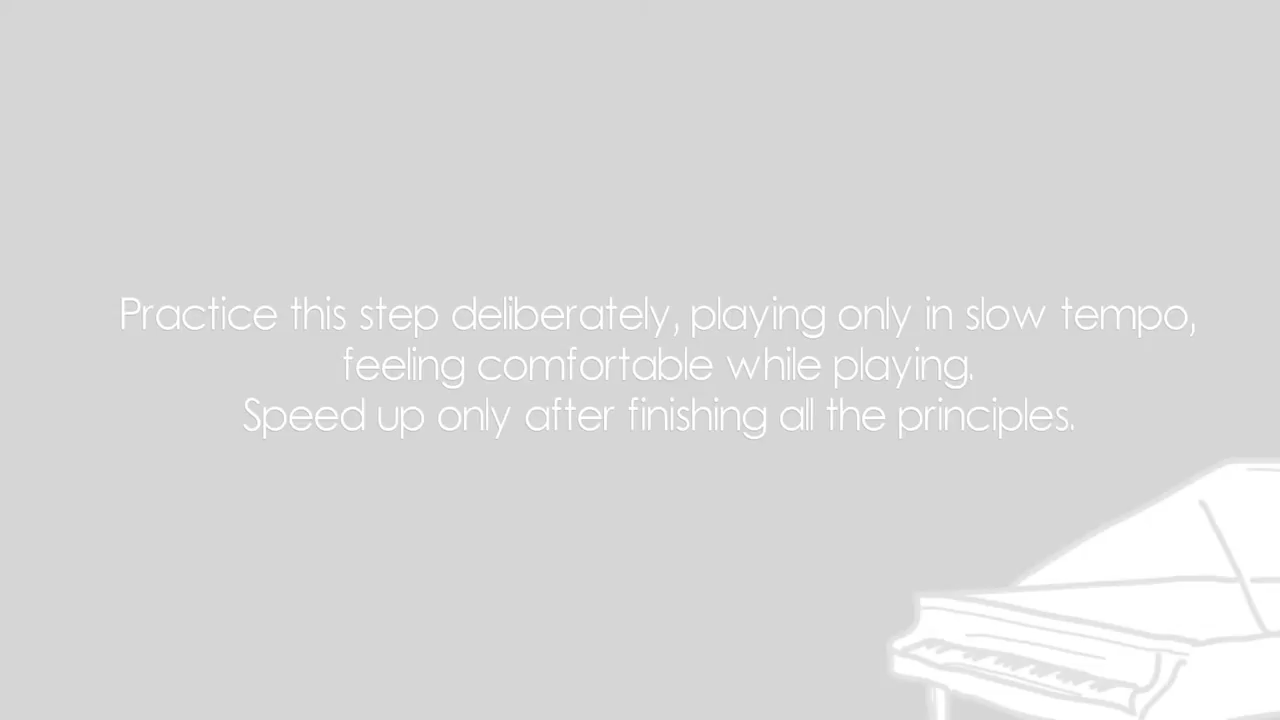 Practice this step deliberately, playing only in slow tempo,
feeling comfortable while playing.
Speed up only after finishing all the principles.